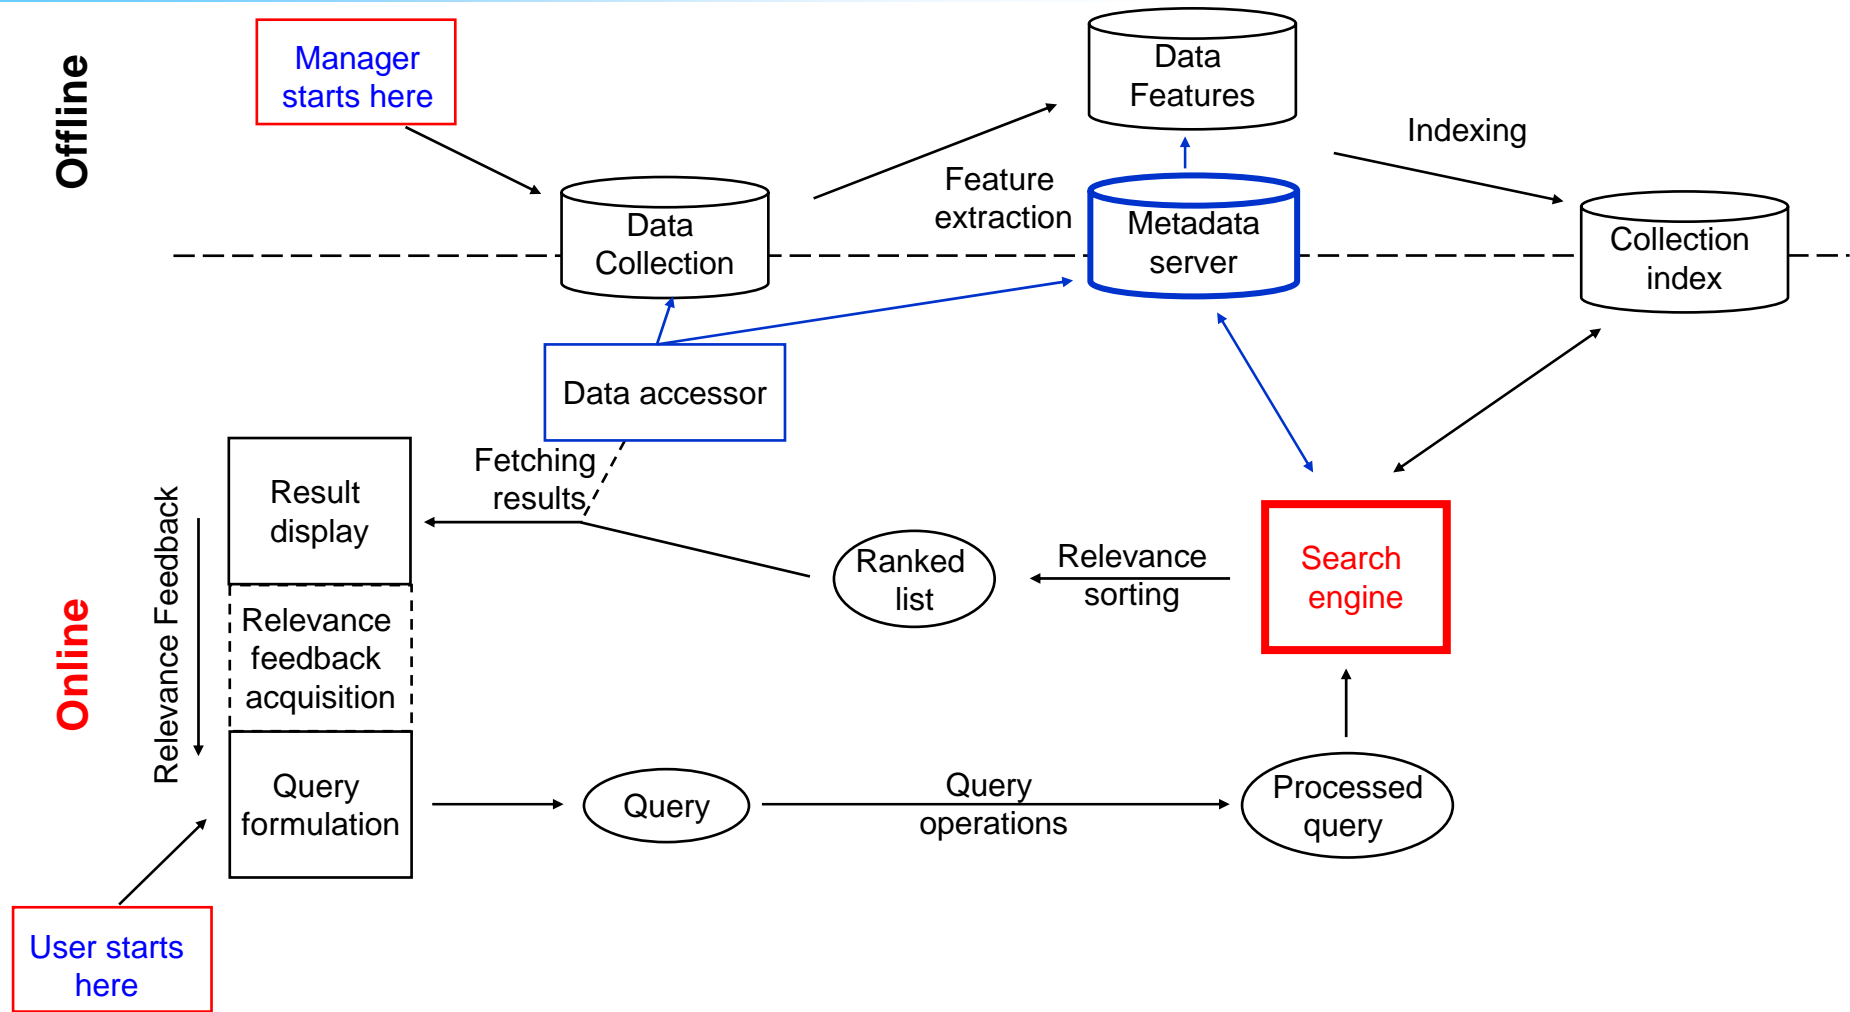 Offline
Manager
starts here
Data
Features
Indexing
Feature
extraction
Data
Collection
Metadata
server
Collection
index
Data accessor
Fetching
results
Result
display
Relevance Feedback
Online
Relevance
feedback
acquisition
Ranked
list
Relevance
sorting
Search
engine
Query
formulation
Query
Query
operations
Processed
query
User starts
here